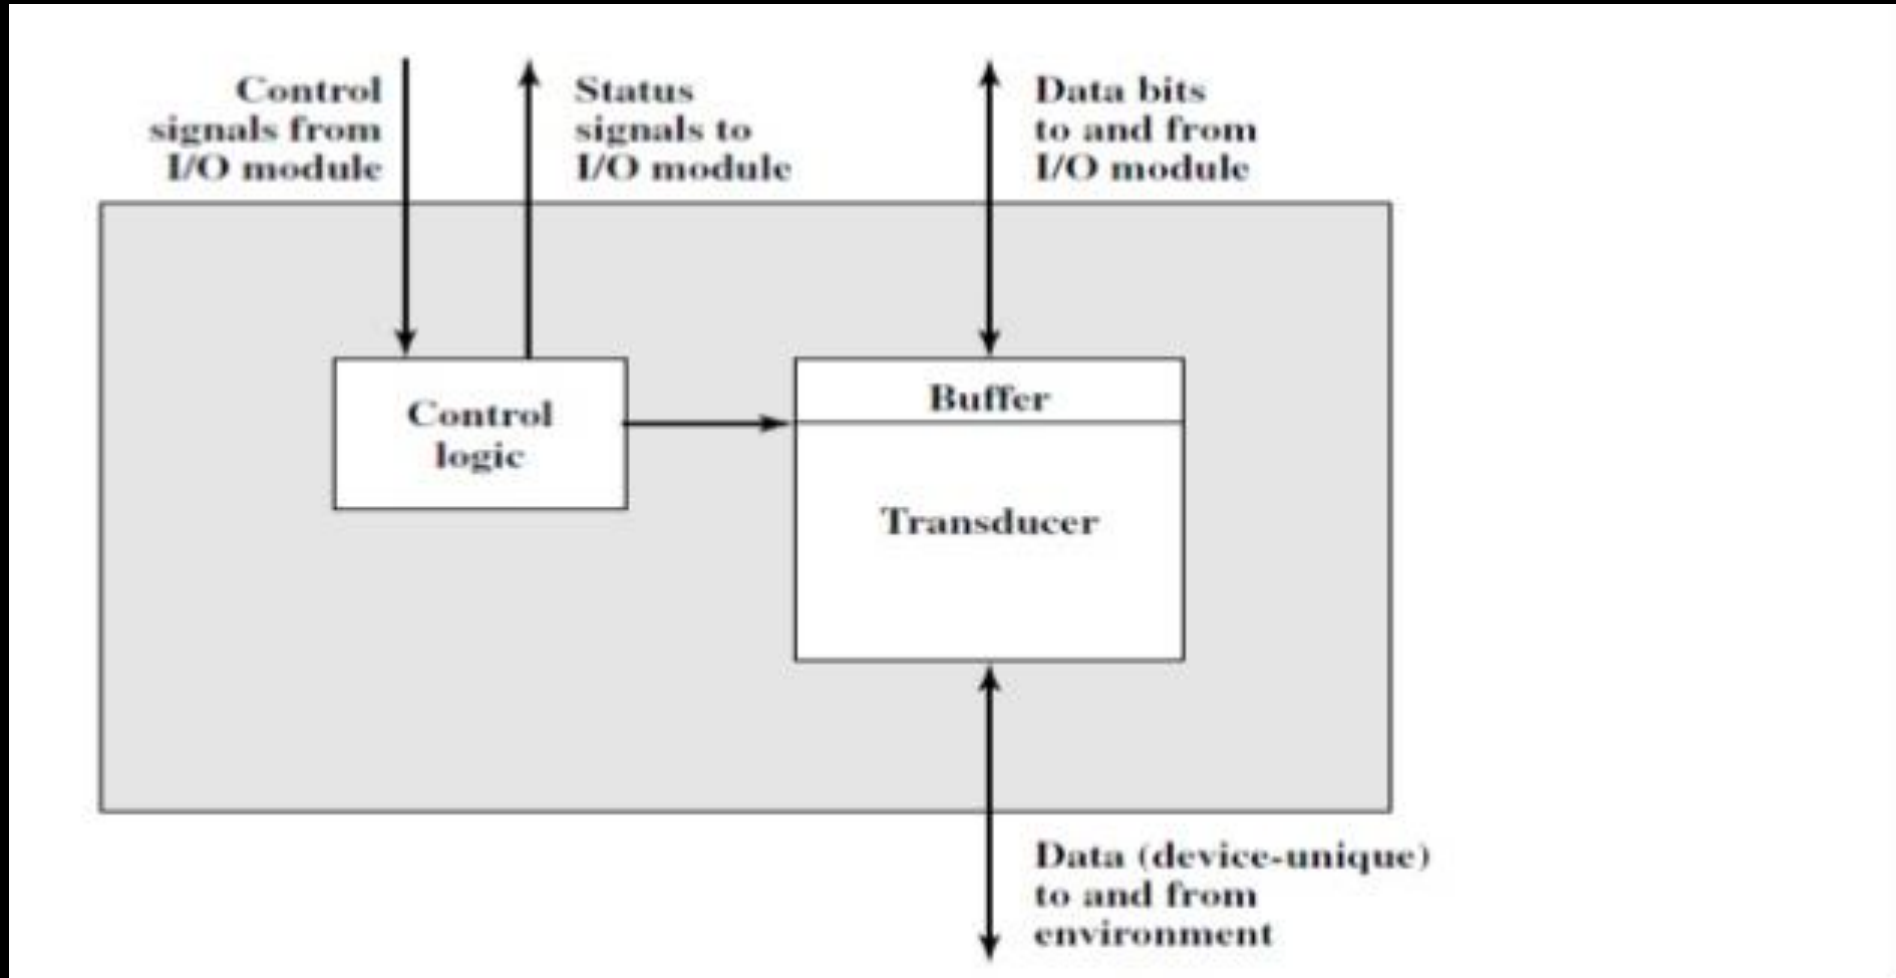 Control
signals from
I/O module
Status
signals to
I/O module
Data bits
to and from
I/O module
Control
logic
Buffer
Transducer
Data (device-unique)
to and from
environment